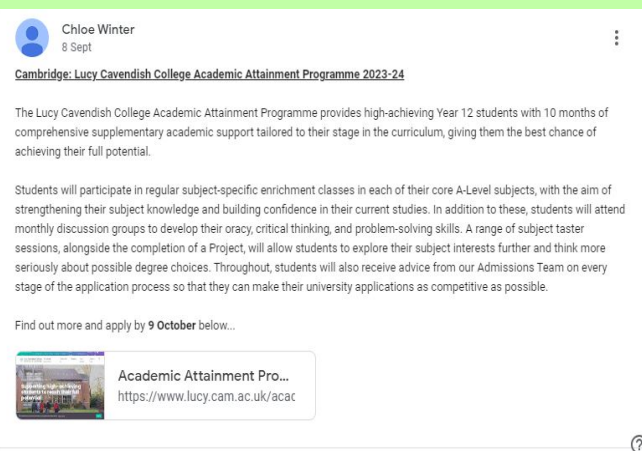 Chloe Winter
8 Sept
Cambridge: Lucy Cavendish College Academic Attainment Programme 2023-24
The Lucy Cavendish College Academic Attainment Programme provides high-achieving Year 12 students with 10 months of
comprehensive supplementary academic support tailored to their stage in the curriculum, giving them the best chance of
achieving their full potential.
Students will participate in regular subject-specific enrichment classes in each of their core A-Level subjects, with the aim of
strengthening their subject knowledge and building confidence in their current studies. In addition to these, students will attend
monthly discussion groups to develop their oracy, critical thinking, and problem-solving skills. A range of subject taster
sessions, alongside the completion of a Project, will allow students to explore their subject interests further and think more
seriously about possible degree choices. Throughout, students will also receive advice from our Admissions Team on every
stage of the application process so that they can make their university applications as competitive as possible.
Find out more and apply by 9 October below...
Supporting high-achieving
students to reach their full
potential
Academic Attainment Pro...
https://www.lucy.cam.ac.uk/acac